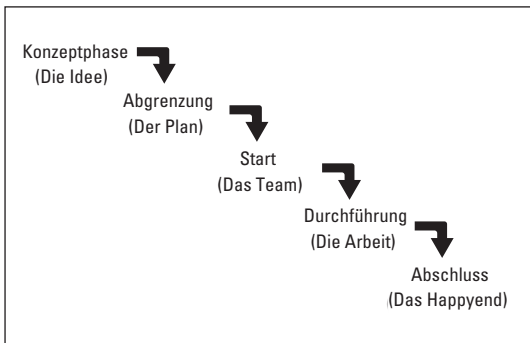 Konzeptphase
(Die Idee)
Abgrenzung
(Der Plan)
Start
(Das Team)
Durchführung
(Die Arbeit)
Abschluss
(Das Happyend)